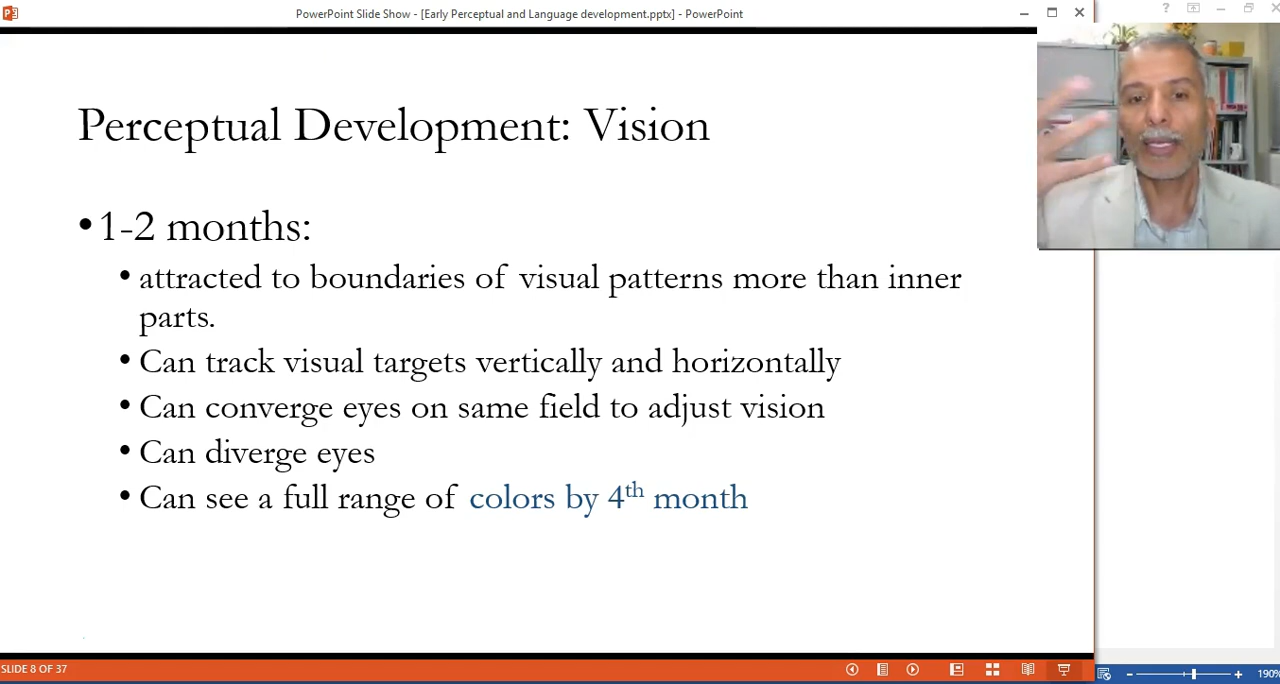 PowerPoint Slide Show - [Early Perceptual and Language development.pptx] - PowerPoint
Perceptual Development: Vision
•1-2 months:
• attracted to boundaries of visual patterns more than inner
parts.
• Can track visual targets vertically and horizontally
• Can converge eyes on same field to adjust vision
• Can diverge eyes
• Can see a full range of colors by 4th month
SLIDE 8 OF 37
190%